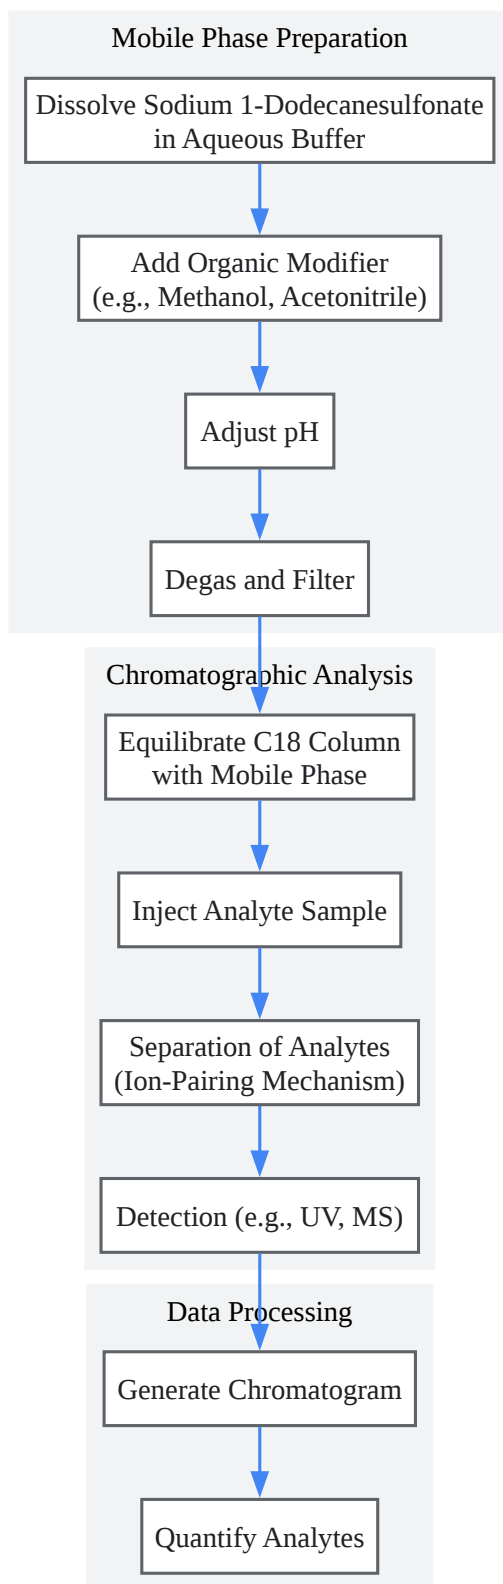 Mobile Phase Preparation
Dissolve Sodium 1-Dodecanesulfonate
in Aqueous Buffer
Add Organic Modifier
(e.g., Methanol, Acetonitrile)
Adjust pH
Degas and Filter
Chromatographic Analysis
Equilibrate C18 Column
with Mobile Phase
Inject Analyte Sample
Separation of Analytes
(Ion-Pairing Mechanism)
Detection (e.g., UV, MS)
Data Processing
Generate Chromatogram
Quantify Analytes